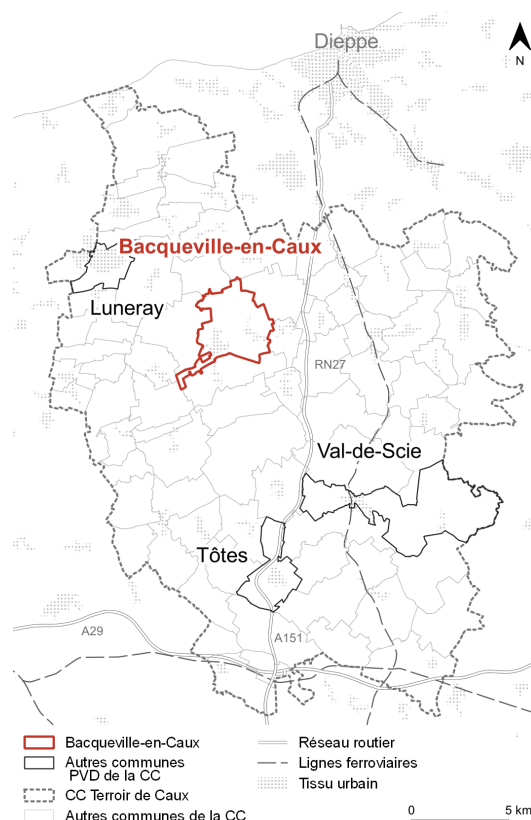 Dieppe
N
Bacqueville-en-Caux
Luneray
RN27
Val-de-Scie
Tôtes
A29
A151
Bacqueville-en-Caux
Autres communes
PVD de la CC
CC Terroir de Caux
Autres communes de la CC
Réseau routier
Lignes ferroviaires
Tissu urbain
0 5 km